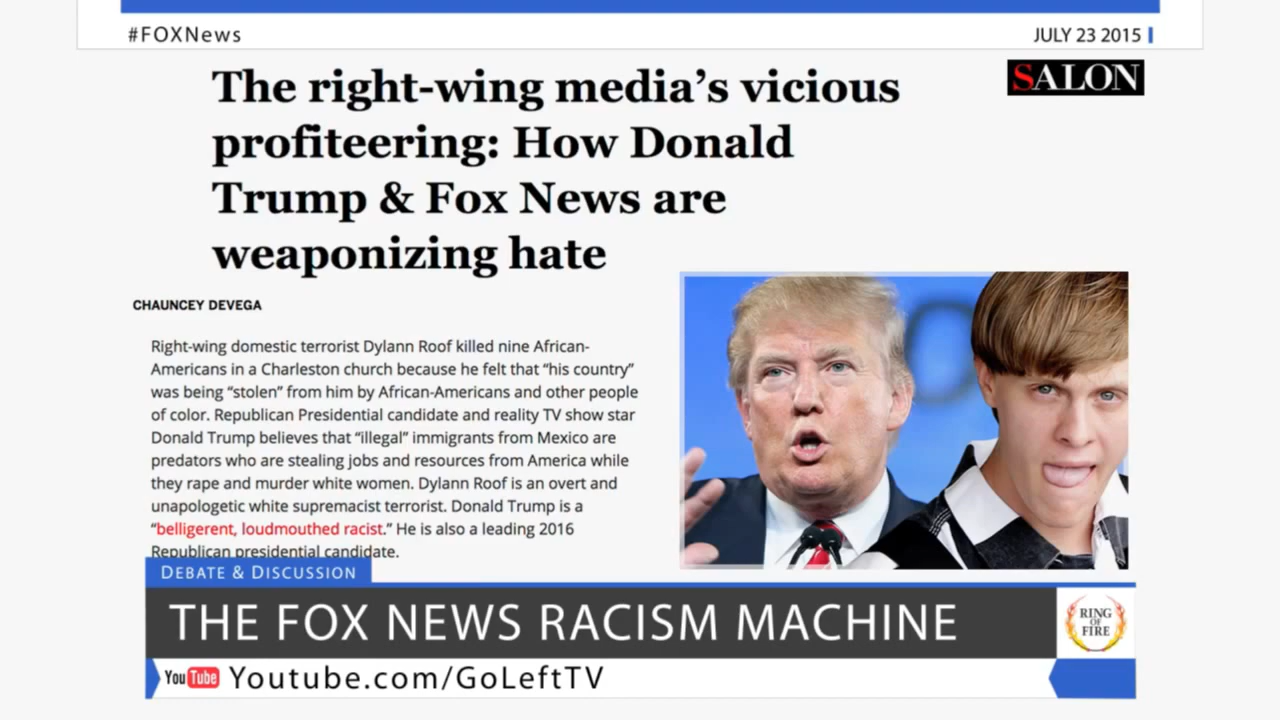 #FOXNews
JULY 23 2015
The right-wing media’s vicious
profiteering: How Donald
Trump & Fox News are
weaponizing hate
SALON
CHAUNCEY DEVEGA
Right-wing domestic terrorist Dylann Roof killed nine African-
Americans in a Charleston church because he felt that “his country”
was being “stolen” from him by African-Americans and other people
of color. Republican Presidential candidate and reality TV show star
Donald Trump believes that “illegal” immigrants from Mexico are
predators who are stealing jobs and resources from America while
they rape and murder white women. Dylann Roof is an overt and
unapologetic white supremacist terrorist. Donald Trump is a
“belligerent, loudmouthed racist.” He is also a leading 2016
Republican presidential candidate.
DEBATE & DISCUSSION
THE FOX NEWS RACISM MACHINE
RING
OF
FIRE
YouTube Youtube.com/GoLeftTV